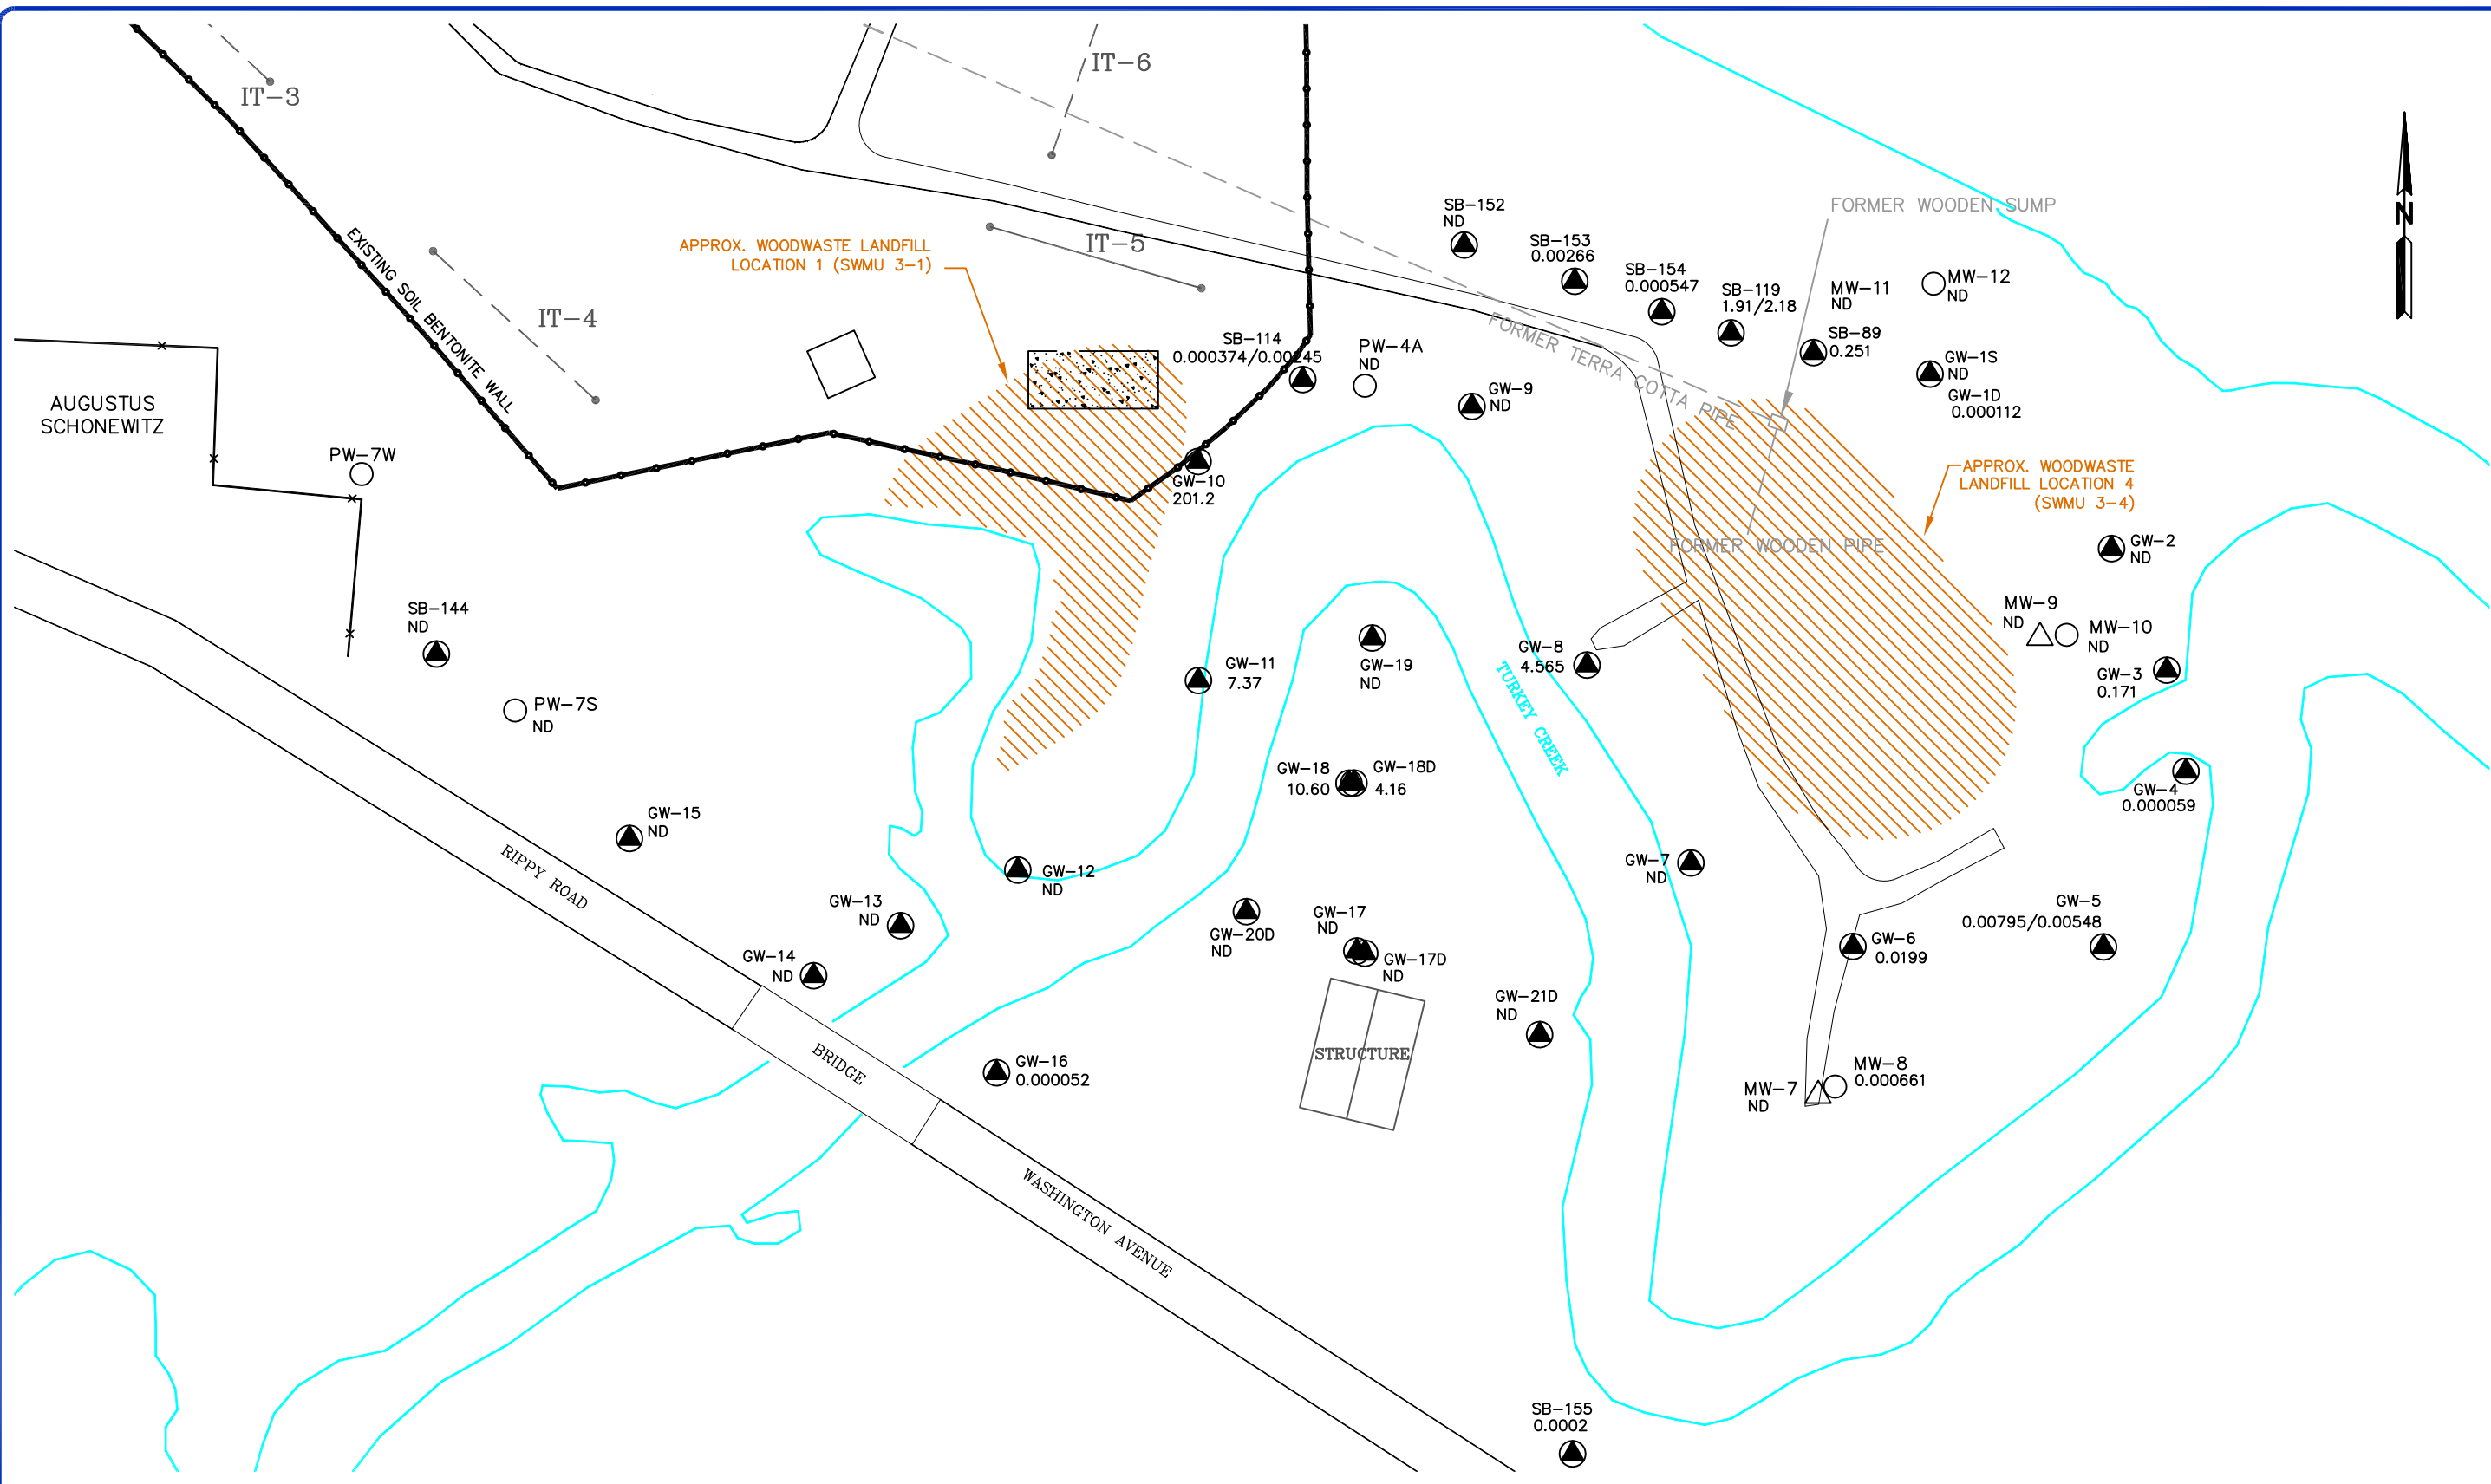 IT-3
IT-6
N
SB-152
ND
FORMER WOODEN SUMP
IT-5
SB-153
0.00266
APPROX. WOODWASTE LANDFILL
LOCATION 1 (SWMU 3-1)
SB-154
0.000547
SB-119
1.91/2.18
MW-11
ND
MW-12
ND
EXISTING SOIL BENTONITE WALL
IT-4
SB-114
0.000374/0.00245
PW-4A
ND
FORMER TERRA COTTA PIPE
SB-89
0.251
GW-1S
ND
GW-1D
0.000112
GW-9
ND
AUGUSTUS
SCHONEWITZ
PW-7W
GW-10
201.2
APPROX. WOODWASTE
LANDFILL LOCATION 4
(SWMU 3-4)
FORMER WOODEN PIPE
GW-2
ND
SB-144
ND
MW-9
ND
MW-10
ND
GW-3
0.171
GW-8
4.565
GW-11
7.37
GW-19
ND
TURKEY CREEK
PW-7S
ND
GW-18
10.60
GW-18D
4.16
GW-4
0.000059
GW-15
ND
RIPPY ROAD
GW-12
ND
GW-7
ND
GW-13
ND
GW-20D
ND
GW-17
ND
GW-17D
ND
GW-5
0.00795/0.00548
GW-6
0.0199
GW-14
ND
GW-21D
ND
BRIDGE
GW-16
0.000052
STRUCTURE
MW-7
ND
MW-8
0.000661
WASHINGTON AVENUE
SB-155
0.0002